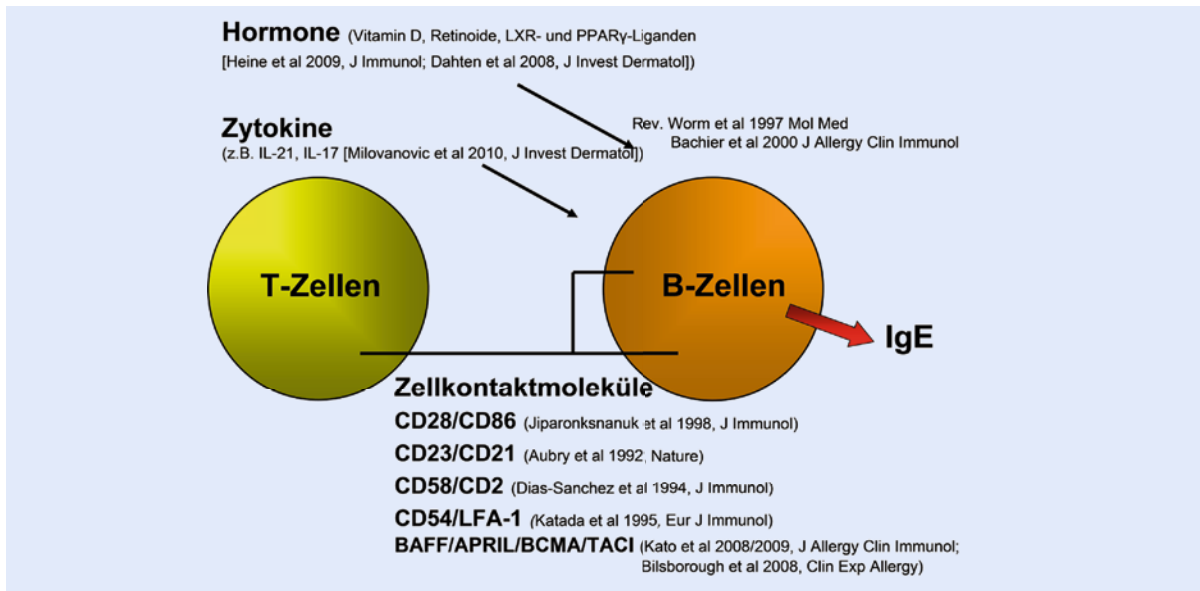 Hormone (Vitamin D, Retinoide, LXR- und PPARγ-Liganden
[Heine et al 2009, J Immunol; Dahten et al 2008, J Invest Dermatol])
Rev. Worm et al 1997 Mol Med
Bachier et al 2000 J Allergy Clin Immunol
Zytokine
(z.B. IL-21, IL-17 [Milovanovic et al 2010, J Invest Dermatol])
T-Zellen
B-Zellen
IgE
Zellkontaktmoleküle
CD28/CD86 (Jiparonksnanuk et al 1998, J Immunol)
CD23/CD21 (Aubry et al 1992, Nature)
CD58/CD2 (Dias-Sanchez et al 1994, J Immunol)
CD54/LFA-1 (Katada et al 1995, Eur J Immunol)
BAFF/APRIL/BCMA/TACI (Kato et al 2008/2009, J Allergy Clin Immunol;
Bilsborough et al 2008, Clin Exp Allergy)